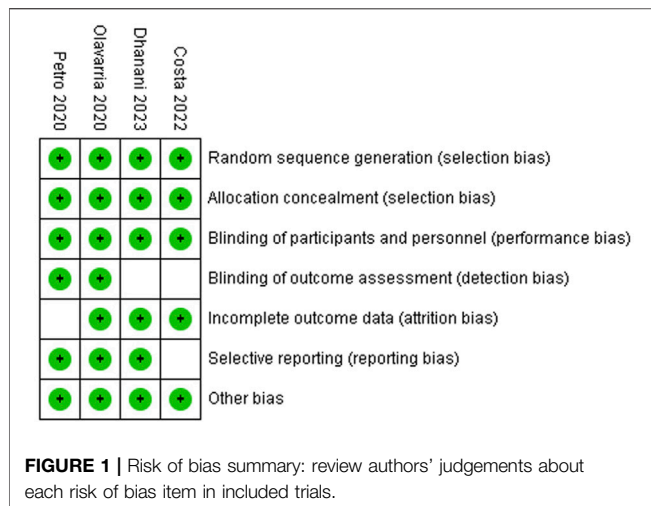 Petro 2020
Olavarria 2020
Dhanani 2023
Costa 2022
+ + + + Random sequence generation (selection bias)
+ + + + Allocation concealment (selection bias)
+ + + + Blinding of participants and personnel (performance bias)
+ + Blinding of outcome assessment (detection bias)
+ + + Incomplete outcome data (attrition bias)
+ + + Selective reporting (reporting bias)
+ + + + Other bias
FIGURE 1 | Risk of bias summary: review authors' judgements about
each risk of bias item in included trials.